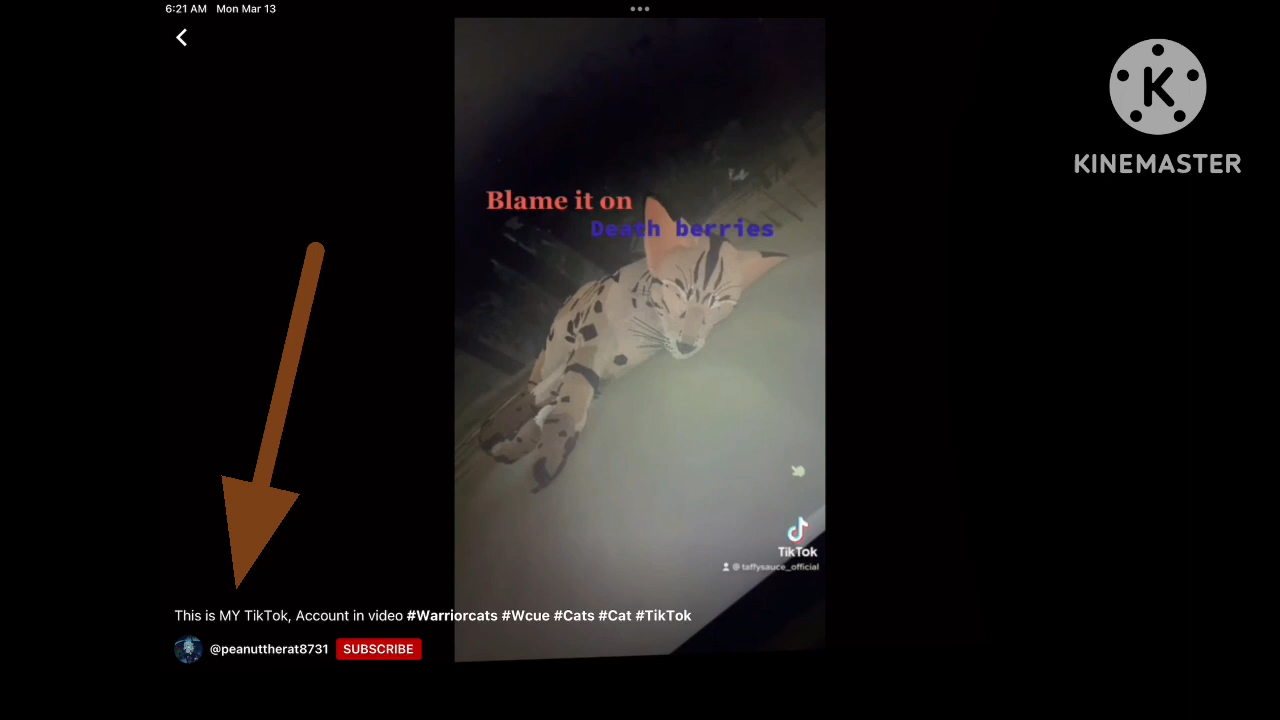 6:21 AM Mon Mar 13
K
KINEMASTER
Blame it on
Death berries
TikTok
@taffysauce_official
This is MY TikTok, Account in video #Warriorcats #Wcue #Cats #Cat #TikTok
@peanuttherat8731 SUBSCRIBE